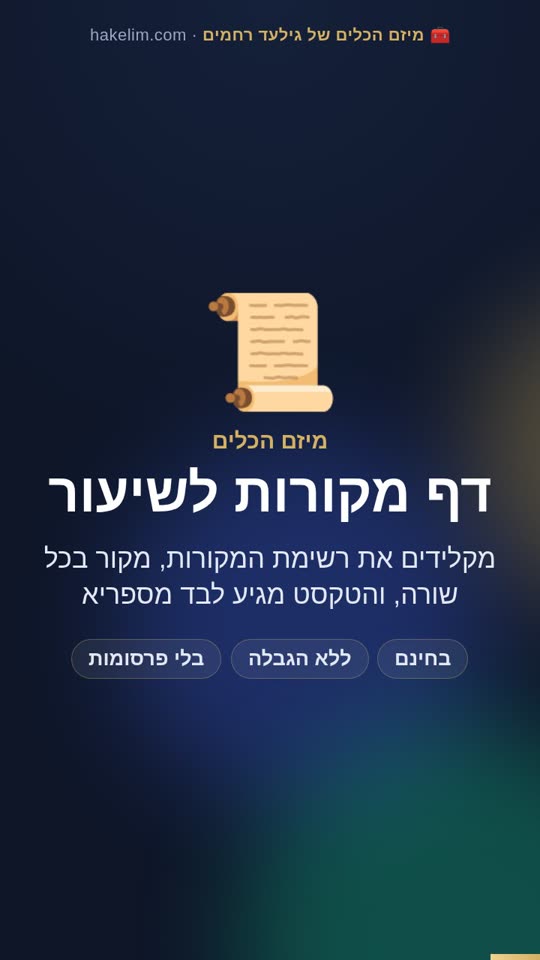 🧰 מיזם הכלים של גילעד רחמים · hakelim.com
מיזם הכלים
דף מקורות לשיעור
מקלידים את רשימת המקורות, מקור בכל
שורה, והטקסט מגיע לבד מספריא
בחינם
ללא הגבלה
בלי פרסומות